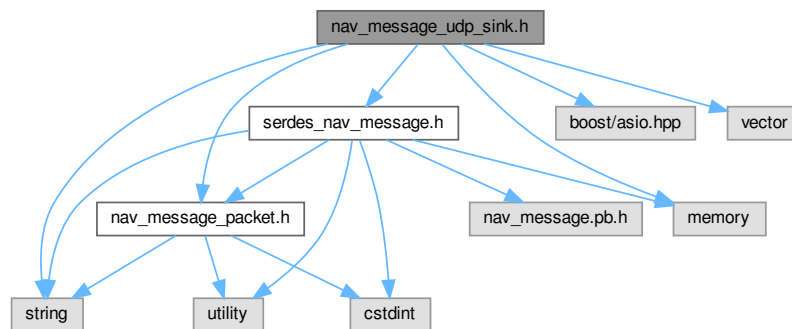 nav_message_udp_sink.h
serdes_nav_message.h
boost/asio.hpp
vector
nav_message_packet.h
nav_message.pb.h
memory
string
utility
cstdint